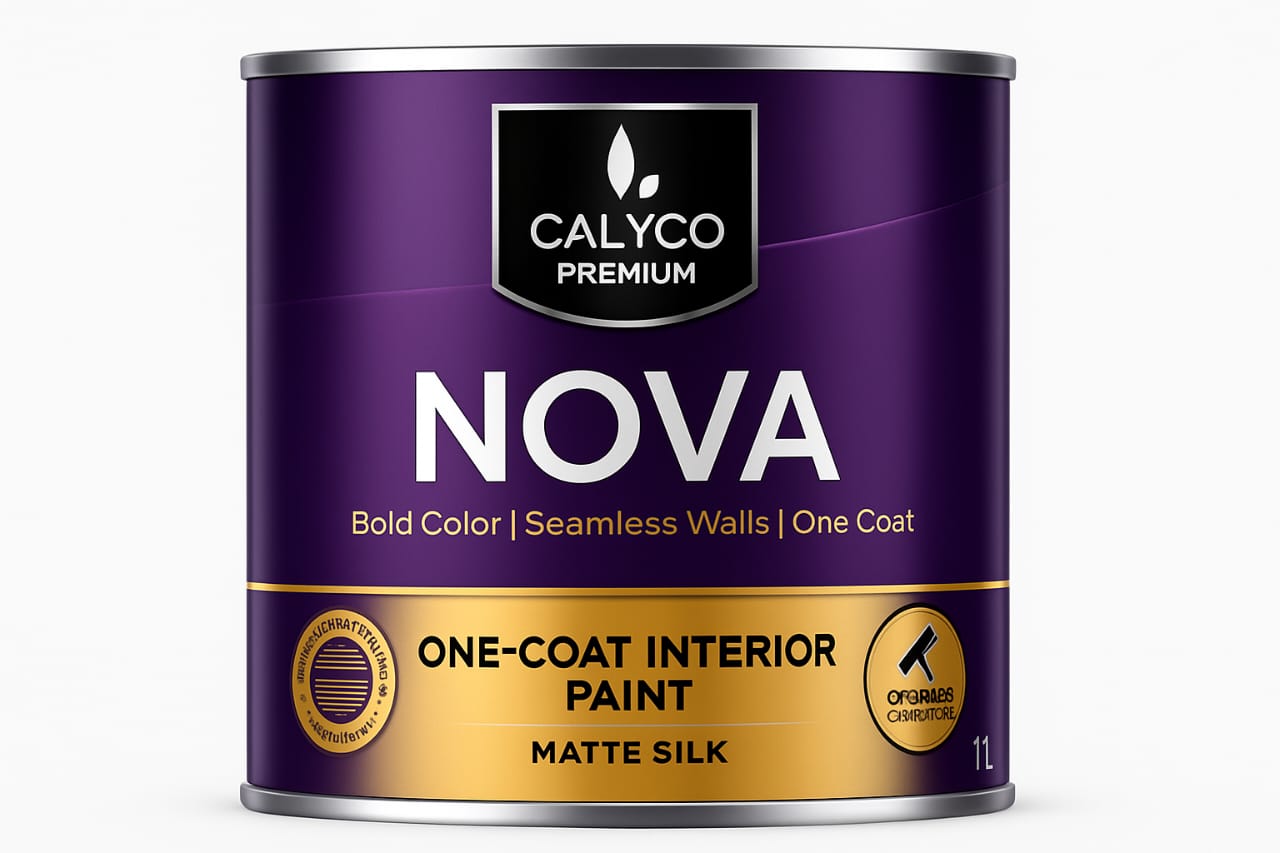 CALYCO
PREMIUM
NOVA
Bold Color | Seamless Walls | One Coat
ONE-COAT INTERIOR
PAINT
MATTE SILK
1L